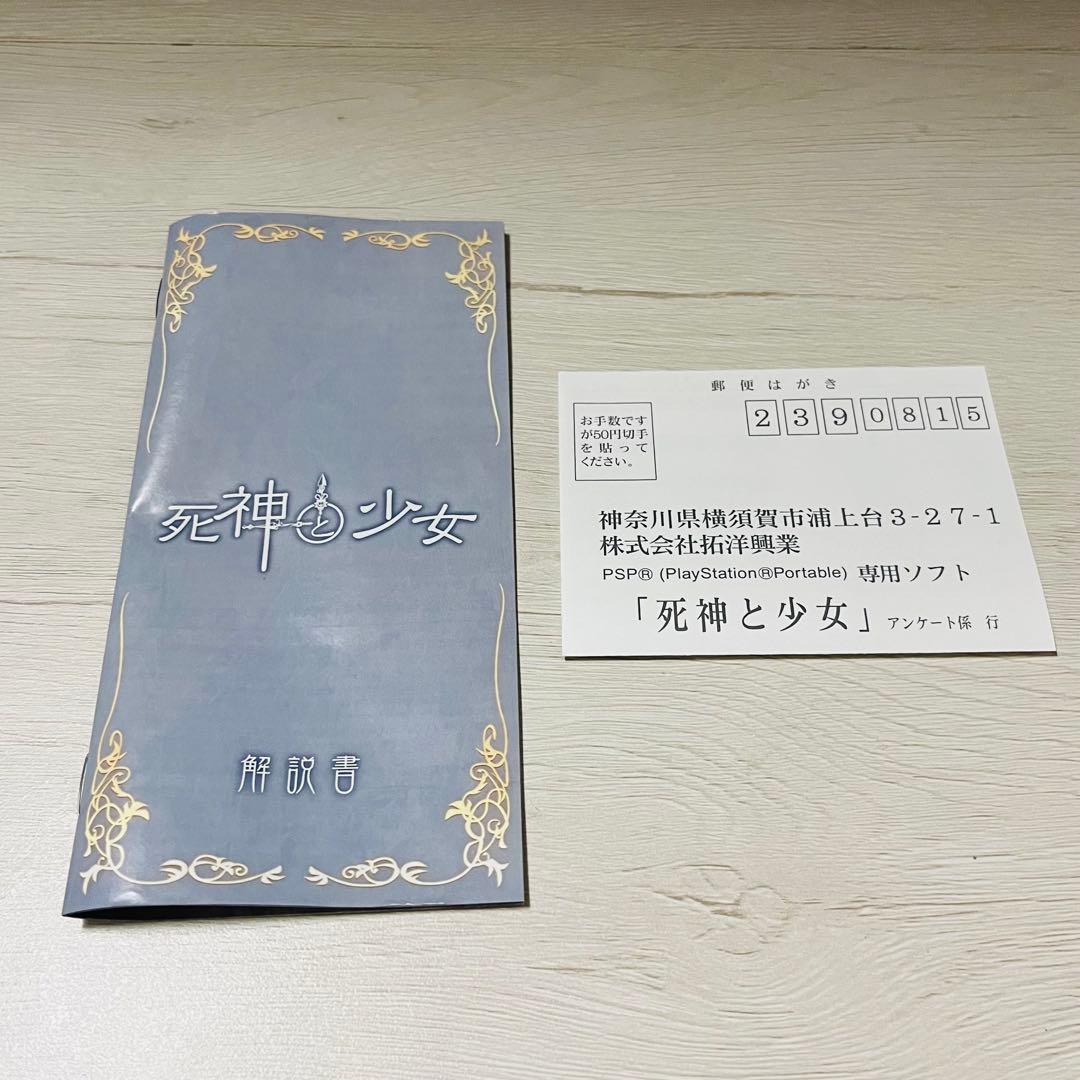 死神と少女
解説書
郵便はがき
お手数です
が50円切手
を貼って
ください。
2390815
神奈川県横須賀市浦上台3-27-1
株式会社拓洋興業
PSP® (PlayStation®Portable) 専用ソフト
「死神と少女」アンケート係 行